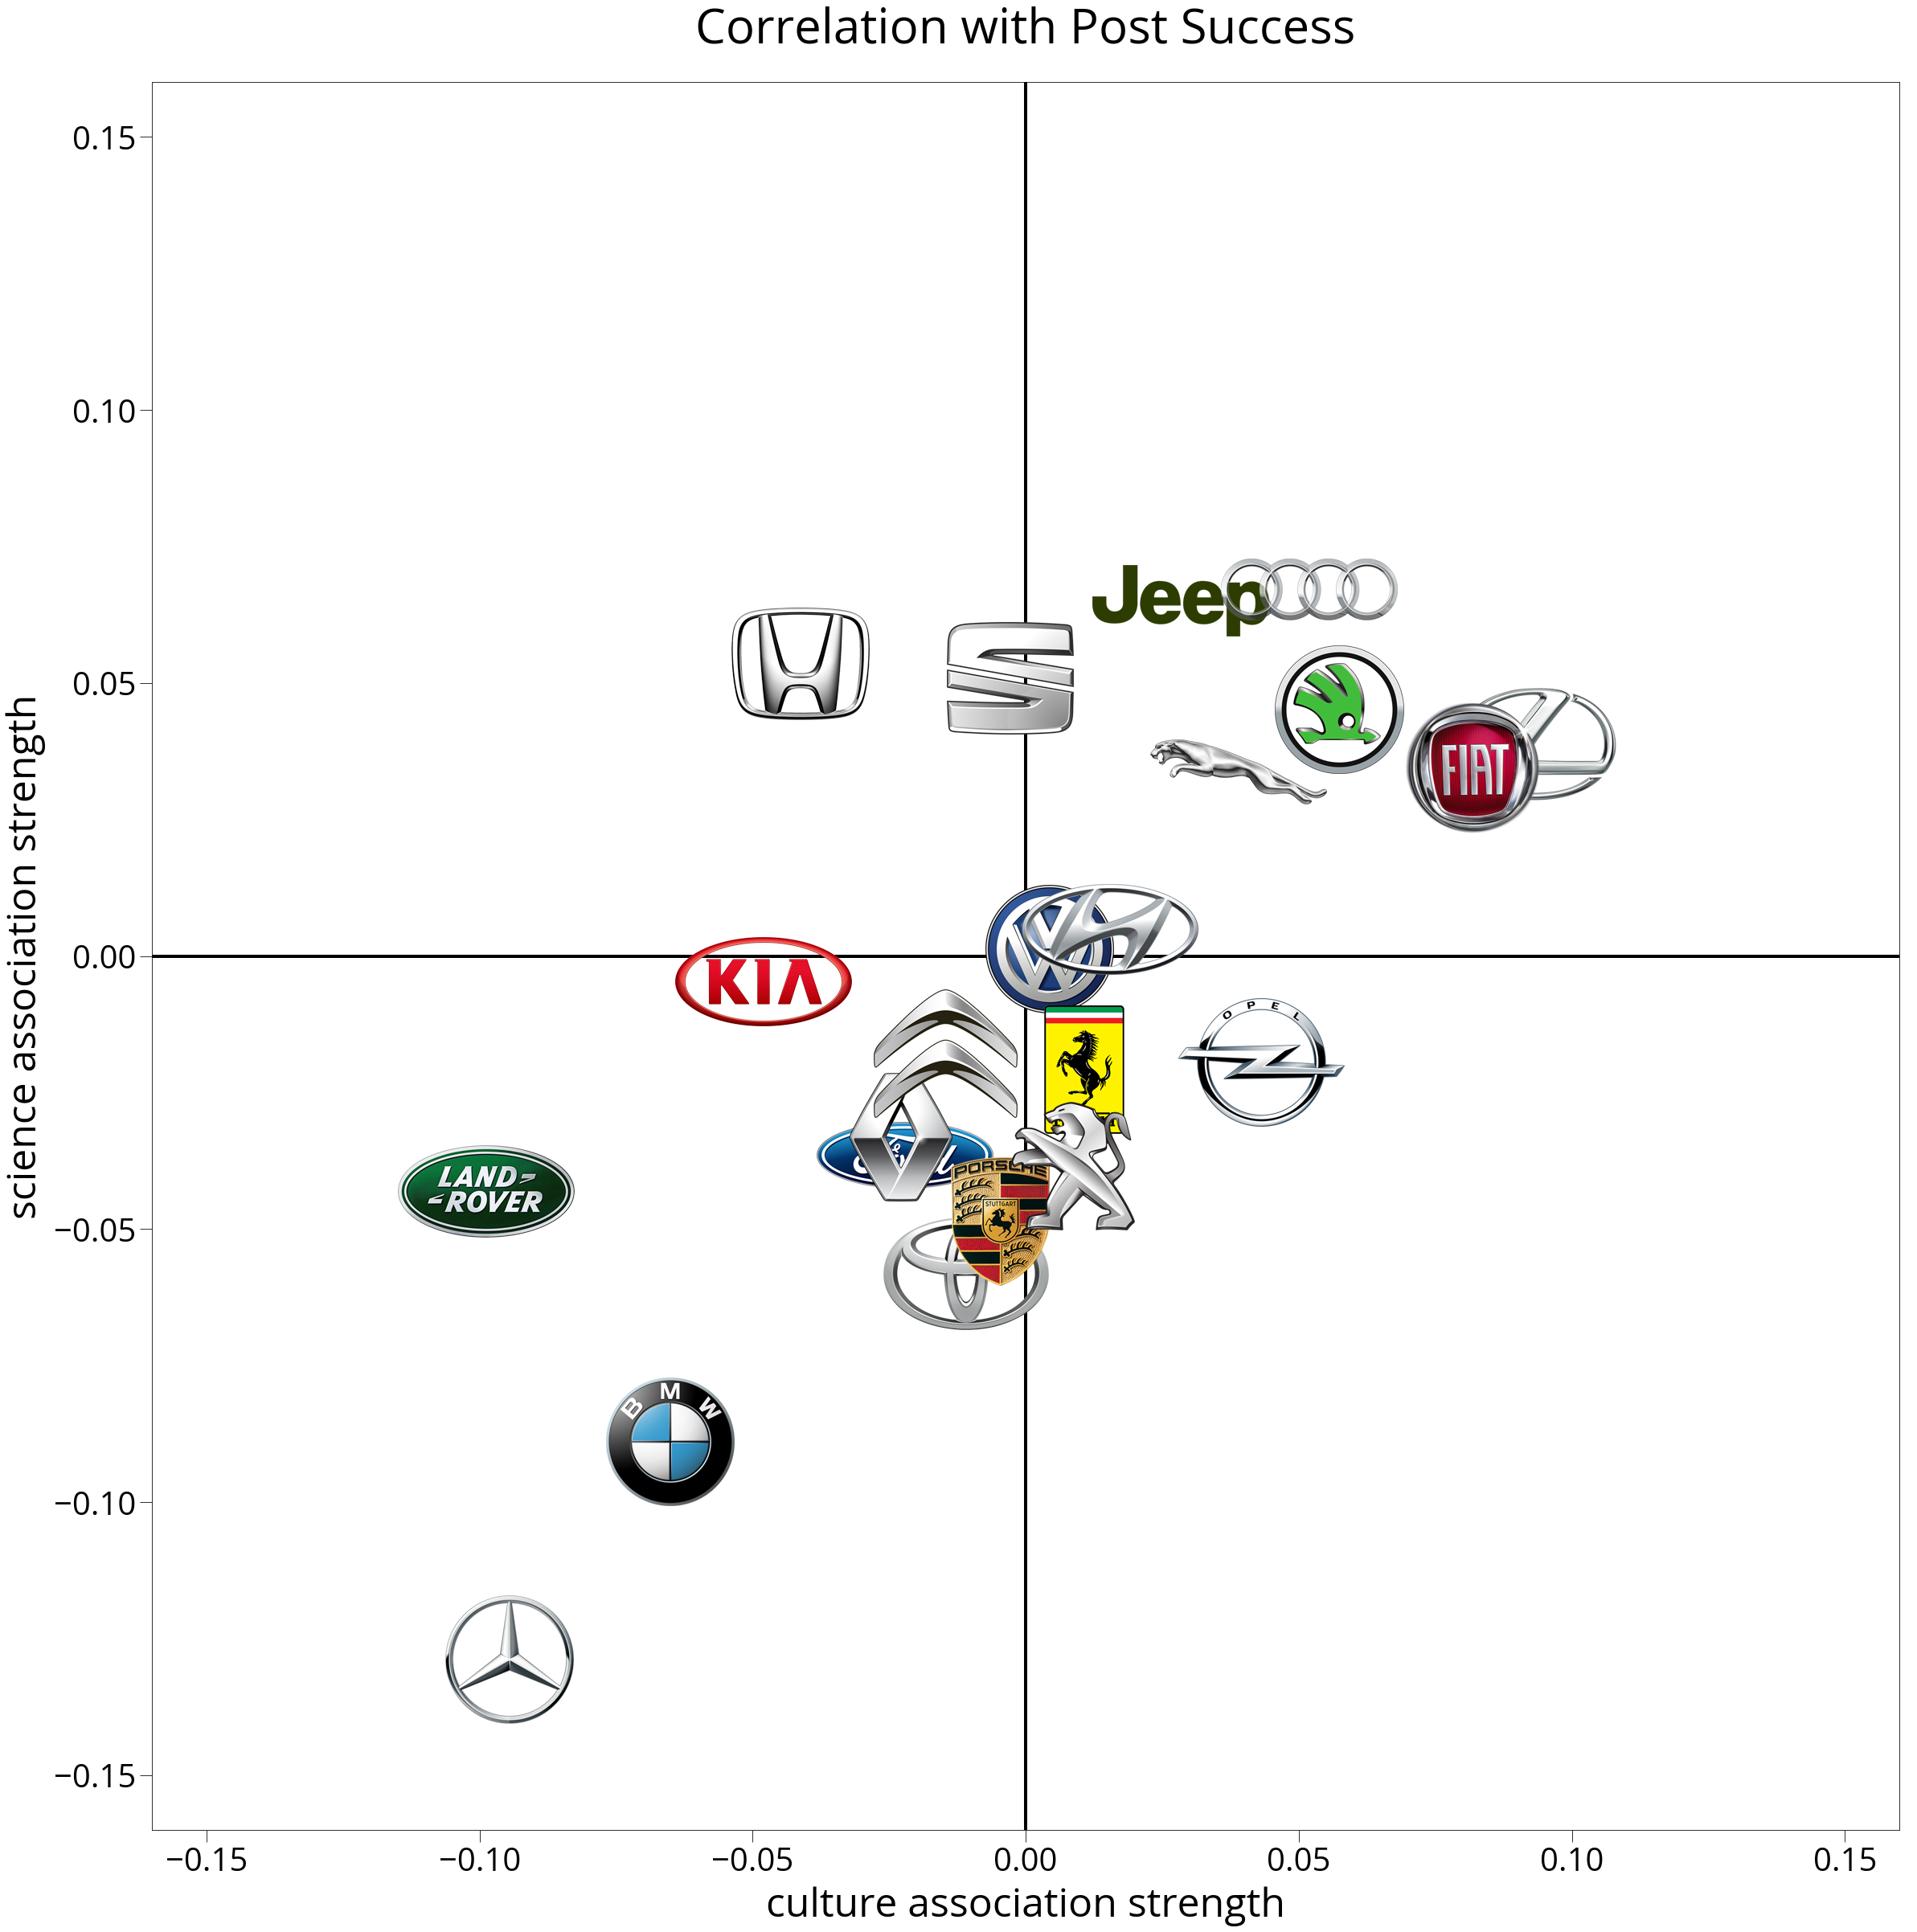 Correlation with Post Success
0.15
0.10
Jeep
0.05
FIAT
science association strength
0.00
KIA
OPEL
Ford
LAND
ROVER
PORSCHE
STUTTGART
−0.05
BMW
−0.10
−0.15
−0.15 −0.10 −0.05 0.00 0.05 0.10 0.15
culture association strength